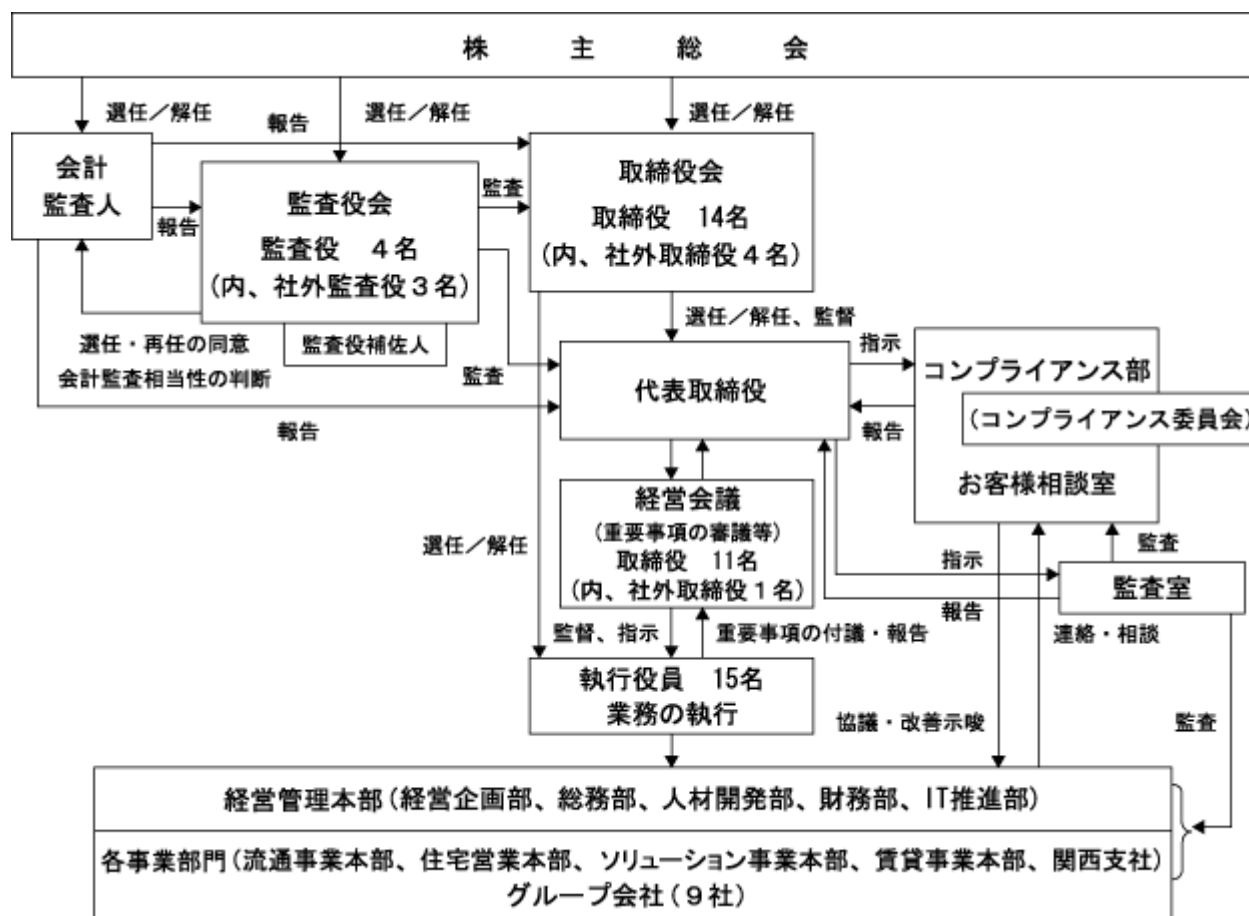 株主総会
選任／解任
選任／解任
選任／解任
報告
会計
監査人
報告
監査役会
監査役　４名
（内、社外監査役３名）
監査役補佐人
監査
取締役会
取締役　14名
（内、社外取締役４名）
選任・再任の同意
会計監査相当性の判断
監査
報告
選任／解任、監督
代表取締役
指示
報告
コンプライアンス部
（コンプライアンス委員会）
お客様相談室
経営会議
（重要事項の審議等）
取締役　11名
（内、社外取締役１名）
選任／解任
指示
報告
監査
監査室
監督、指示
重要事項の付議・報告
連絡・相談
執行役員　15名
業務の執行
協議・改善示唆
監査
経営管理本部（経営企画部、総務部、人材開発部、財務部、IT推進部）
各事業部門（流通事業本部、住宅営業本部、ソリューション事業本部、賃貸事業本部、関西支社）
グループ会社（９社）